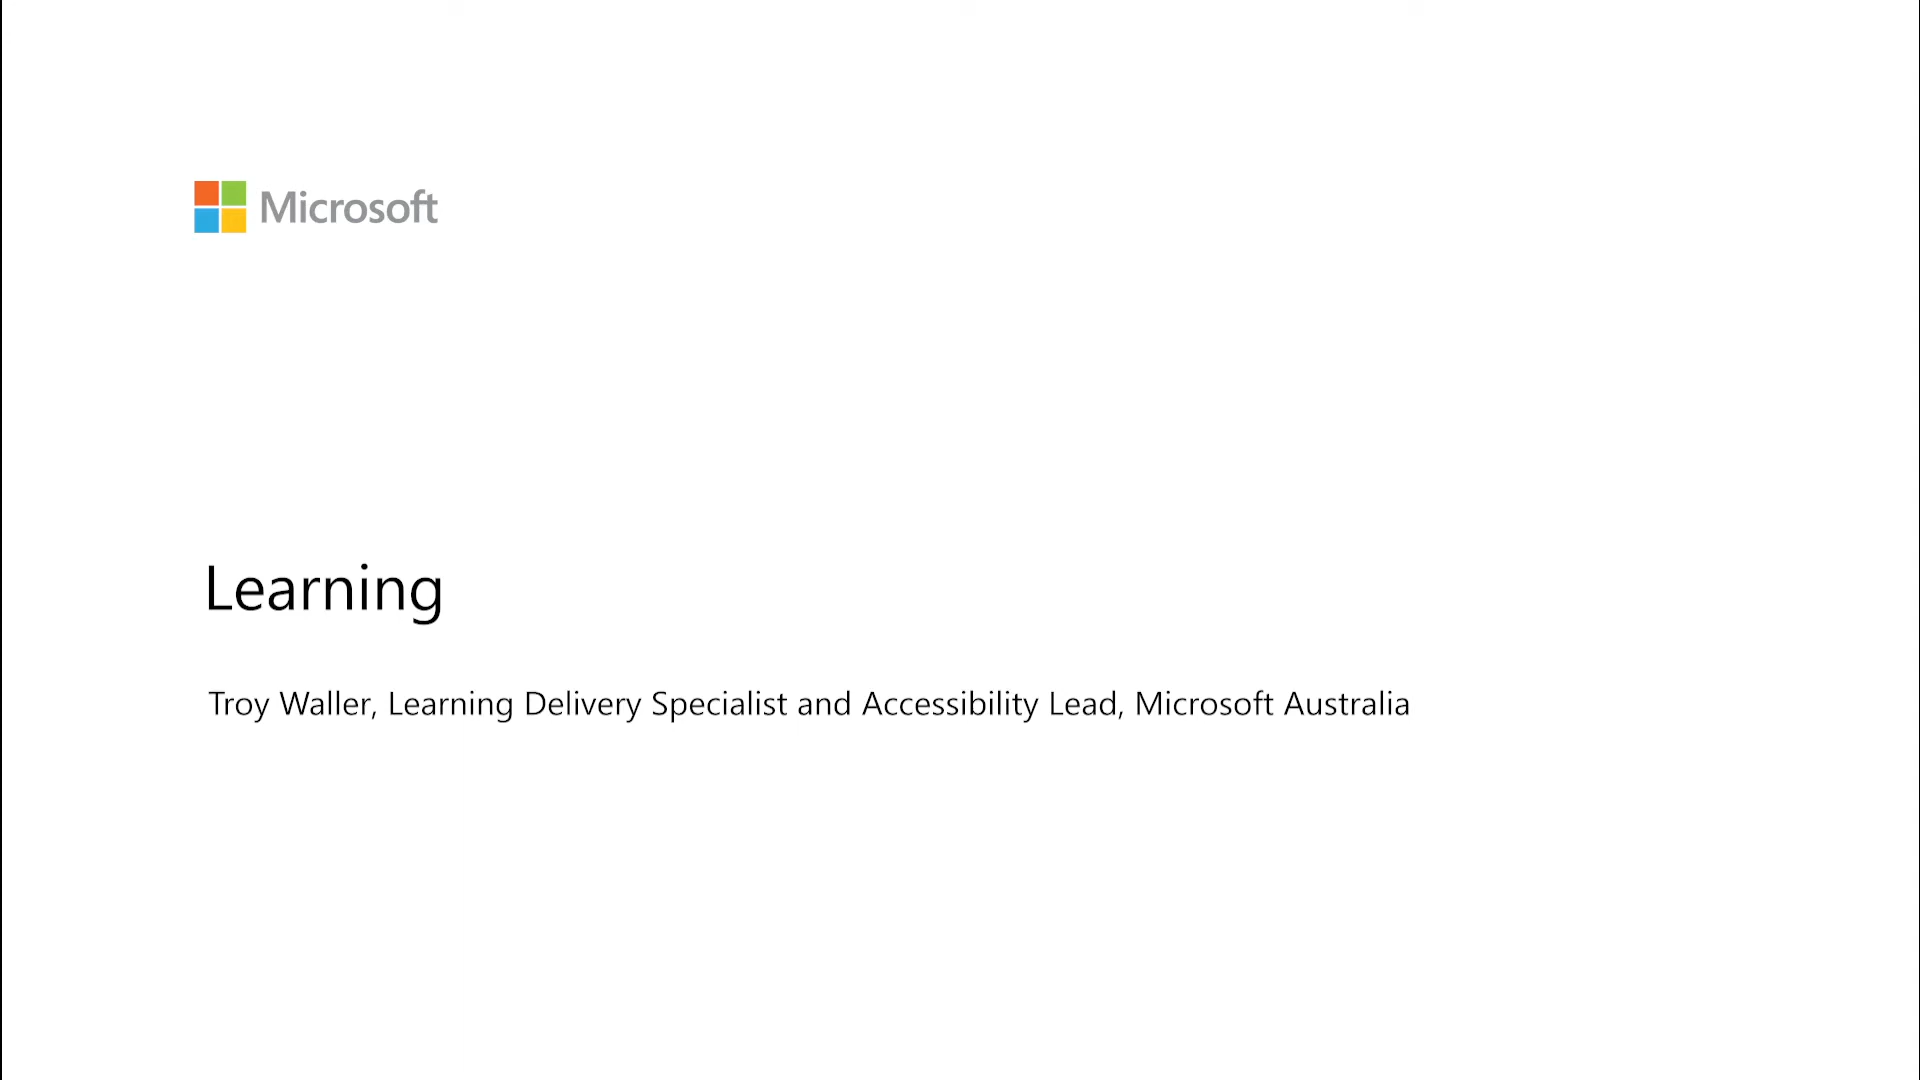 Microsoft
Learning
Troy Waller, Learning Delivery Specialist and Accessibility Lead, Microsoft Australia